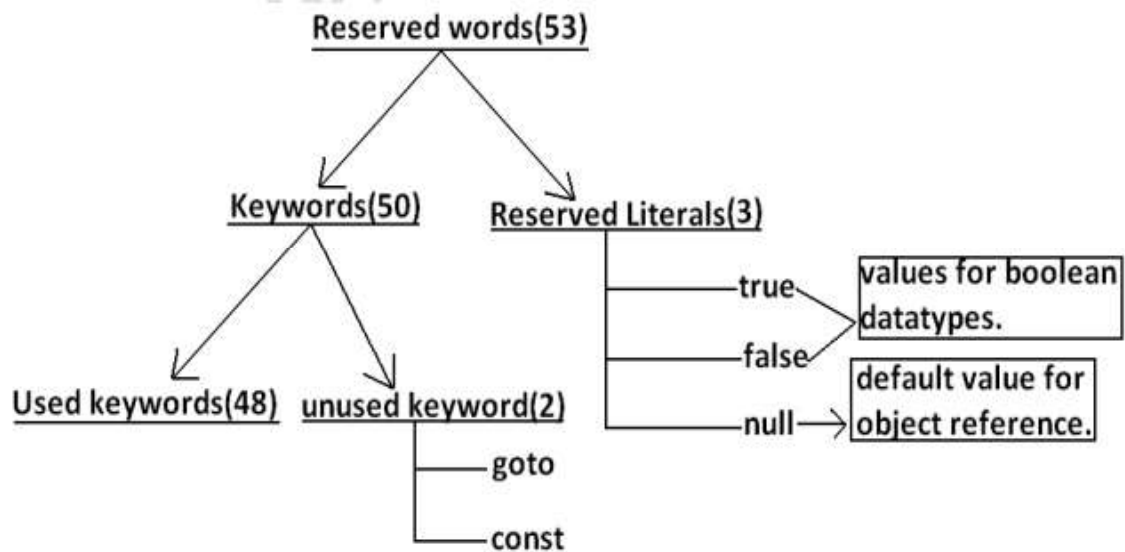 Reserved words(53)
Keywords(50)
Reserved Literals(3)
true
false
values for boolean
datatypes.
null
default value for
object reference.
Used keywords(48)
unused keyword(2)
goto
const